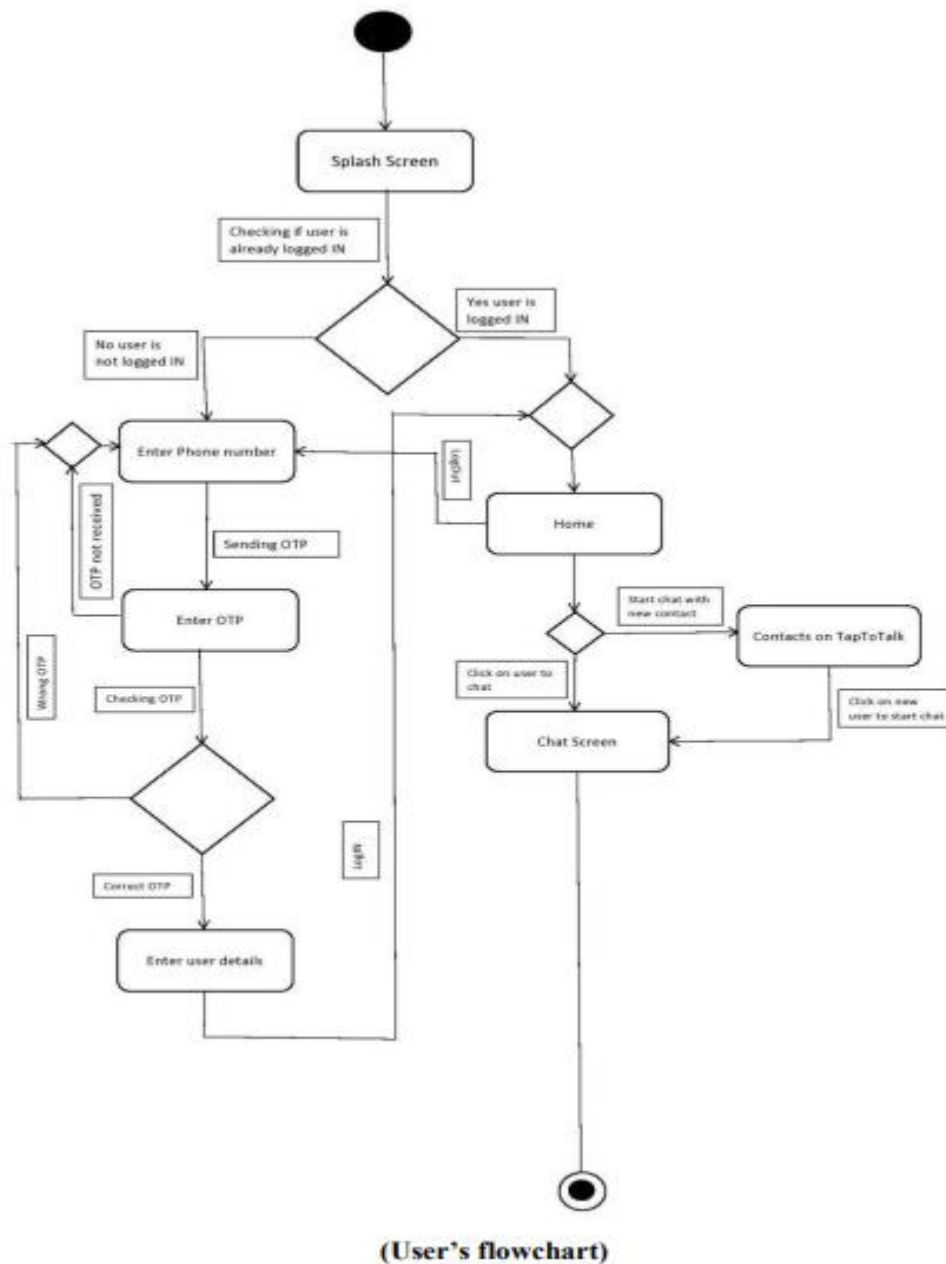 Splash Screen
Checking if user is
already logged IN
Yes user is
logged IN
No user is
not logged IN
Enter Phone number
LogOut
Home
OTP not received
Sending OTP
Start chat with
new contact
Enter OTP
Contacts on TapToTalk
Wrong OTP
Checking OTP
Click on user to
chat
Click on new
user to start chat
Chat Screen
Login
Correct OTP
Enter user details
(User's flowchart)